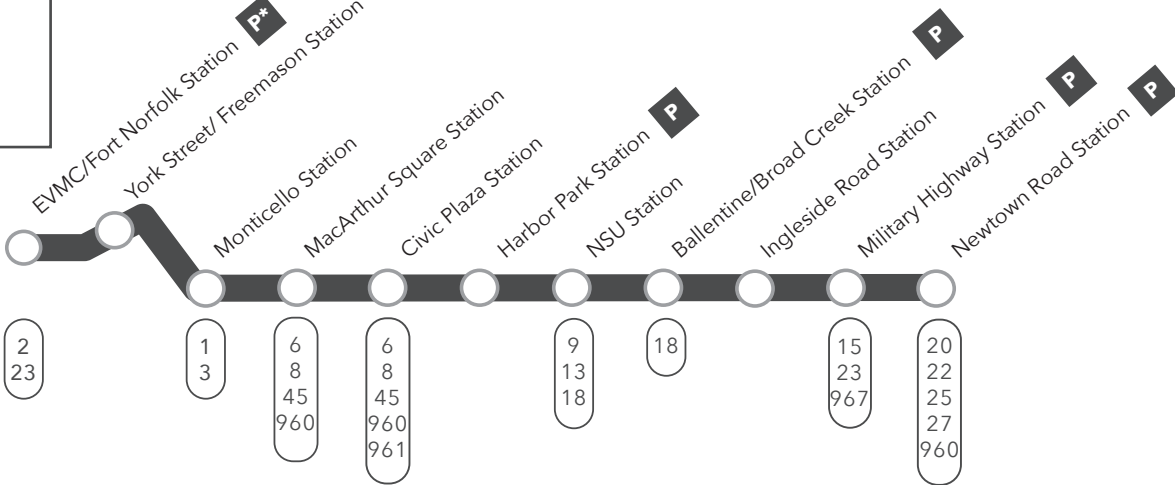 EVMC/Fort Norfolk Station P*
York Street/ Freemason Station
Monticello Station
MacArthur Square Station
Civic Plaza Station
Harbor Park Station P
NSU Station
Ballentine/Broad Creek Station P
Ingleside Road Station
Military Highway Station P
Newtown Road Station P
2
23
1
3
6
8
45
960
6
8
45
960
961
9
13
18
18
15
23
967
20
22
25
27
960